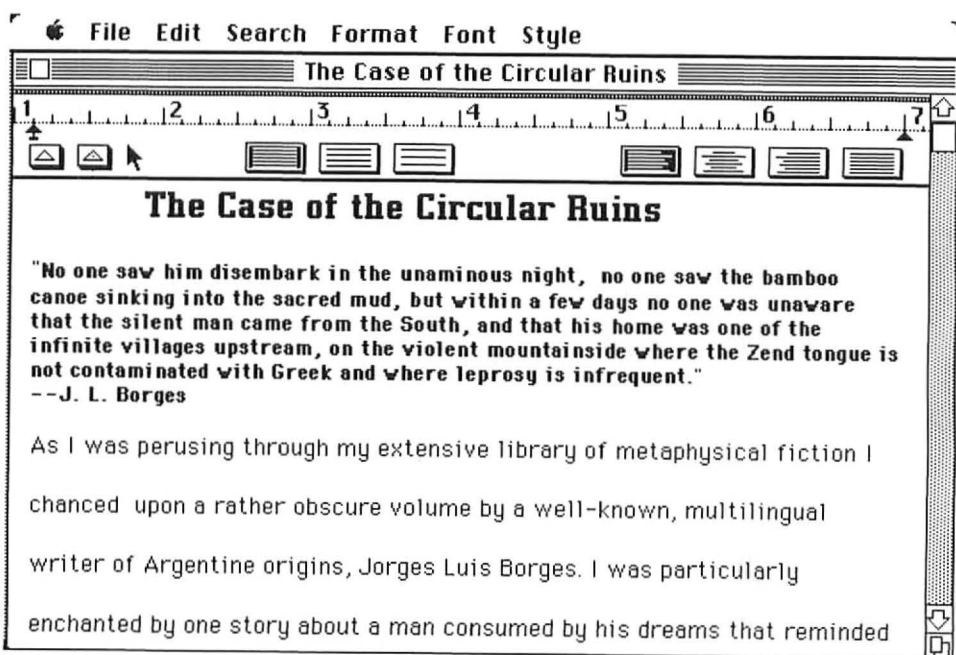 File Edit Search Format Font Style
The Case of the Circular Ruins
1 2 3 4 5 6 7
The Case of the Circular Ruins
"No one saw him disembark in the unaminous night,  no one saw the bamboo
canoe sinking into the sacred mud, but within a few days no one was unaware
that the silent man came from the South, and that his home was one of the
infinite villages upstream, on the violent mountainside where the Zend tongue is
not contaminated with Greek and where leprosy is infrequent."
--J. L. Borges
As I was perusing through my extensive library of metaphysical fiction I
chanced  upon a rather obscure volume by a well-known, multilingual
writer of Argentine origins, Jorges Luis Borges. I was particularly
enchanted by one story about a man consumed by his dreams that reminded